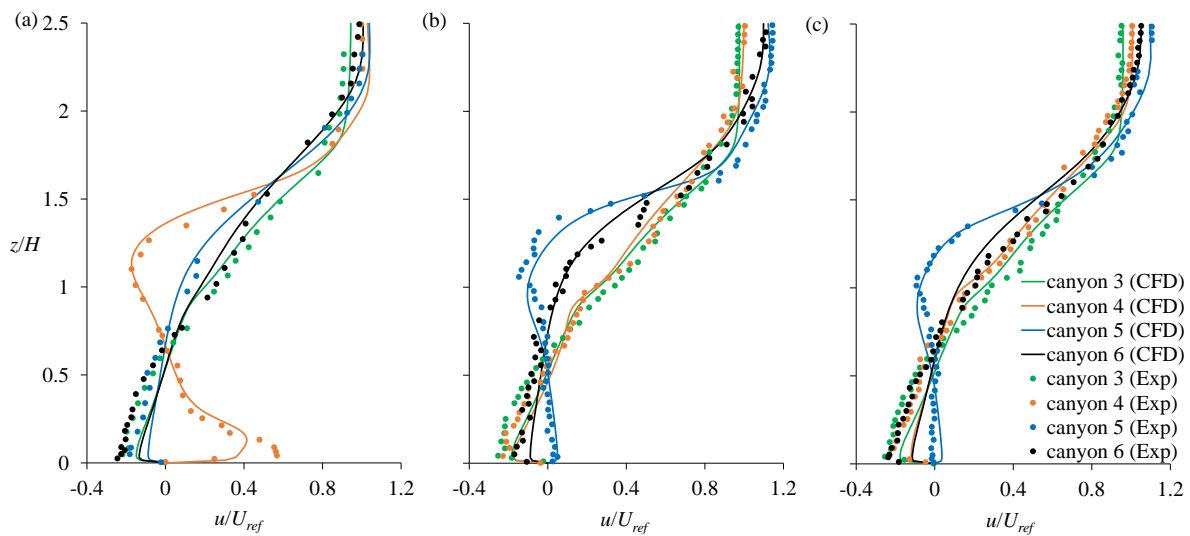 (a)
(b)
(c)
2.5
2
1.5
z/H
1
0.5
0
-0.4
0
0.4
0.8
1.2
-0.4
0
0.4
0.8
1.2
-0.4
0
0.4
0.8
1.2
u/Uref
u/Uref
u/Uref
canyon 3 (CFD)
canyon 4 (CFD)
canyon 5 (CFD)
canyon 6 (CFD)
canyon 3 (Exp)
canyon 4 (Exp)
canyon 5 (Exp)
canyon 6 (Exp)